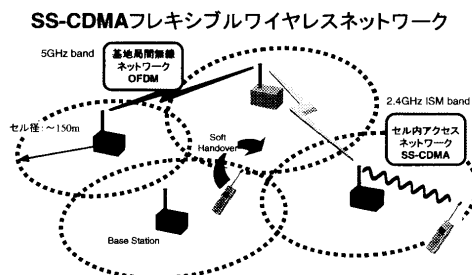 SS-CDMAフレキシブルワイヤレスネットワーク
5GHz band
基地局間無線
ネットワーク
OFDM
2.4GHz ISM band
セル径：～150m
Soft
Handover
セル内アクセス
ネットワーク
SS-CDMA
Base Station